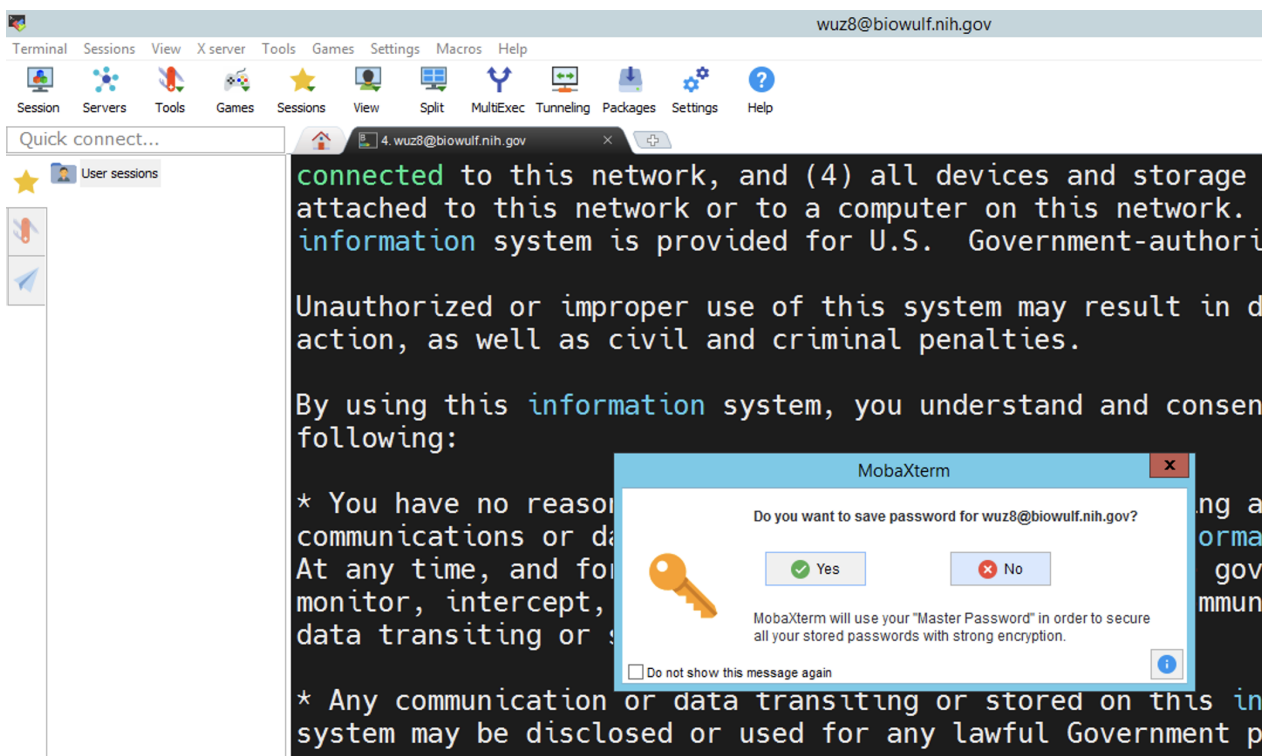 wuz8@biowulf.nih.gov
Terminal Sessions View X server Tools Games Settings Macros Help
Session Servers Tools Games Sessions View Split MultiExec Tunneling Packages Settings Help
Quick connect...
4. wuz8@biowulf.nih.gov
User sessions
connected to this network, and (4) all devices and storage
attached to this network or to a computer on this network.
information system is provided for U.S.  Government-authori
Unauthorized or improper use of this system may result in d
action, as well as civil and criminal penalties.
By using this information system, you understand and consen
following:
* You have no reaso ng a
communications or da orma
At any time, and for gov
monitor, intercept, mmun
data transiting or s
* Any communication or data transiting or stored on this in
system may be disclosed or used for any lawful Government p
MobaXterm
x
Do you want to save password for wuz8@biowulf.nih.gov?
Yes No
MobaXterm will use your "Master Password" in order to secure
all your stored passwords with strong encryption.
Do not show this message again